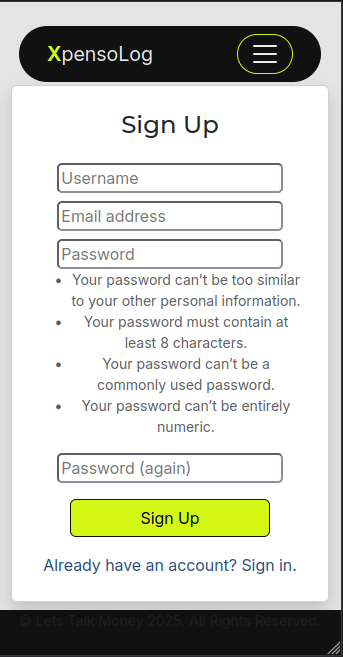 XpensoLog
Sign Up
Username
Email address
Password
• Your password can’t be too similar
to your other personal information.
• Your password must contain at
least 8 characters.
• Your password can’t be a
commonly used password.
• Your password can’t be entirely
numeric.
Password (again)
Sign Up
Already have an account? Sign in.
© Lets Talk Money 2025. All Rights Reserved.